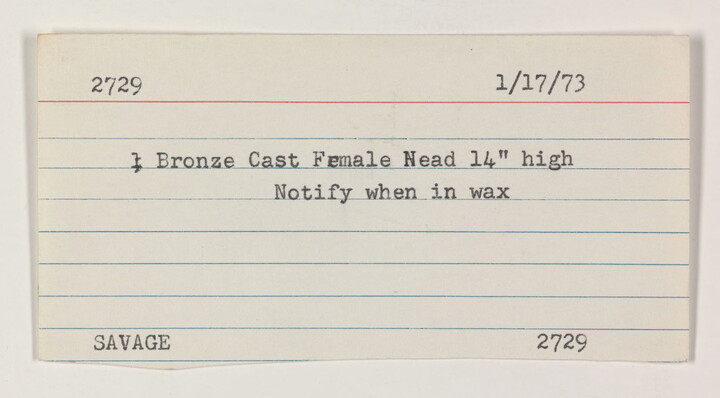 2729 1/17/73
1 Bronze Cast Female Head 14" high
Notify when in wax
SAVAGE 2729